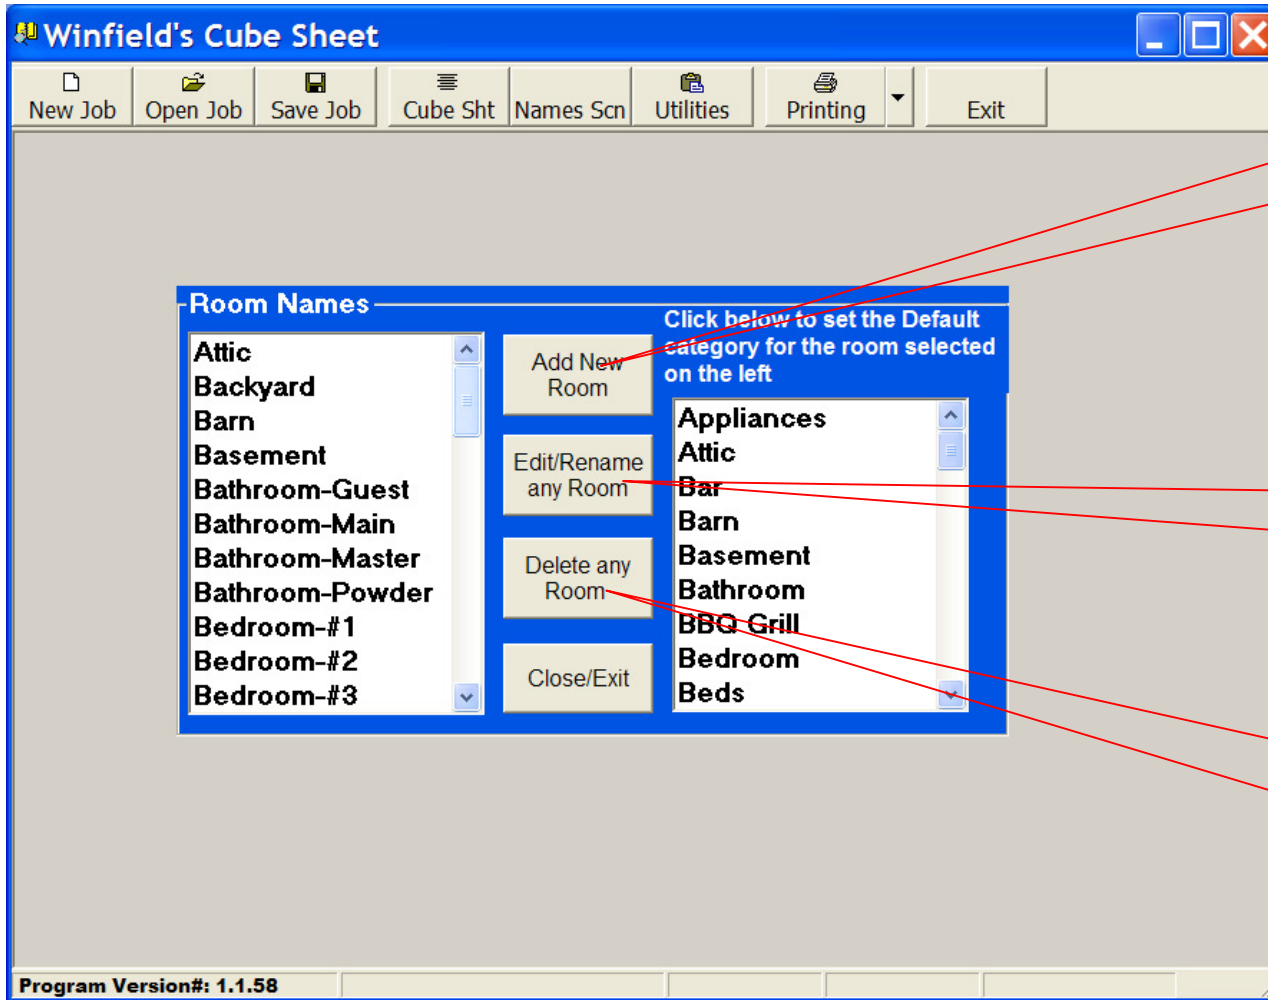 Winfield's Cube Sheet
New Job
Open Job
Save Job
Cube Sht
Names Scn
Utilities
Printing
Exit
Room Names
Attic
Backyard
Barn
Basement
Bathroom-Guest
Bathroom-Main
Bathroom-Master
Bathroom-Powder
Bedroom-#1
Bedroom-#2
Bedroom-#3
Add New
Room
Edit/Rename
any Room
Delete any
Room
Close/Exit
Click below to set the Default
category for the room selected
on the left
Appliances
Attic
Bar
Barn
Basement
Bathroom
BBQ Grill
Bedroom
Beds
Program Version#: 1.1.58